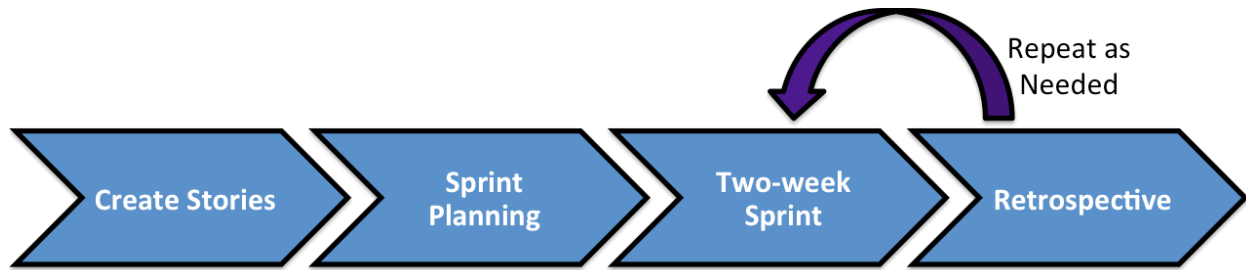 Repeat as
Needed
Create Stories
Sprint
Planning
Two-week
Sprint
Retrospective